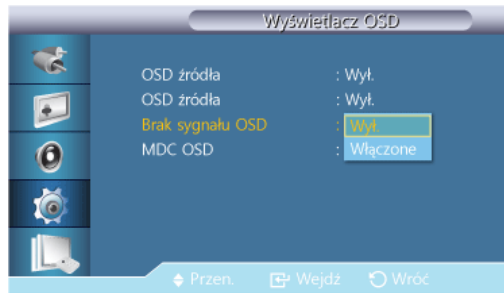 Wyświetlacz OSD
OSD źródła : Wył.
OSD źródła : Wył.
Brak sygnału OSD : Wył.
MDC OSD : Włączone
Przen. Wejdź Wróć